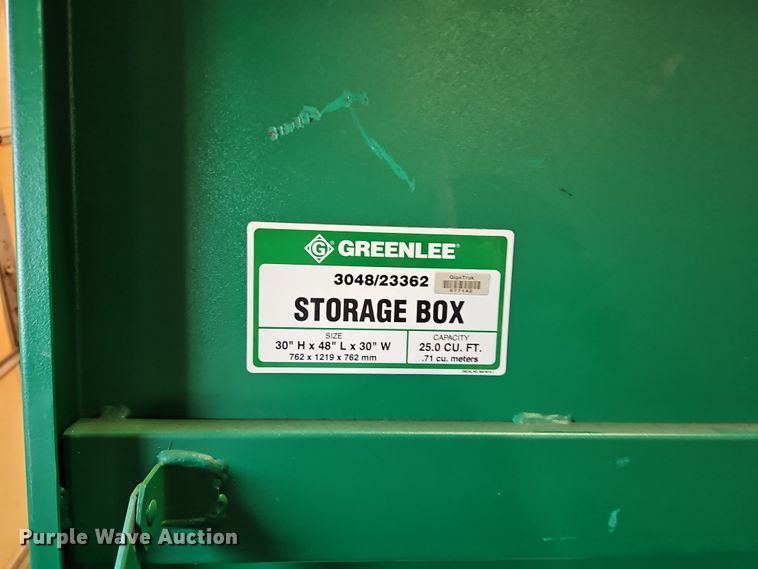 G GREENLEE®
3048/23362
GigaTrak
STORAGE BOX
SIZE
30" H x 48" L x 30" W
762 x 1219 x 762 mm
CAPACITY
25.0 CU. FT.
.71 cu. meters
Purple Wave Auction